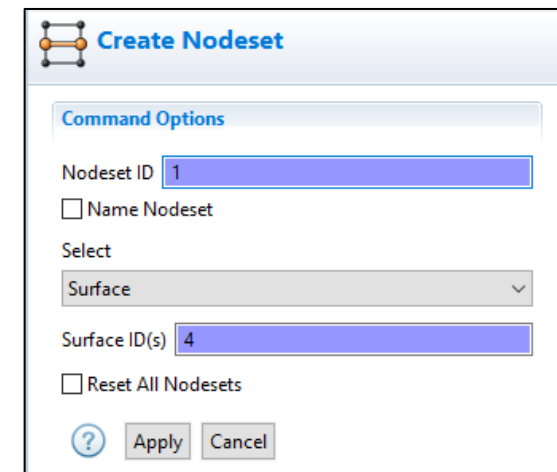 Create Nodeset
Command Options
Nodeset ID 1
Name Nodeset
Select
Surface
Surface ID(s) 4
Reset All Nodesets
? Apply Cancel